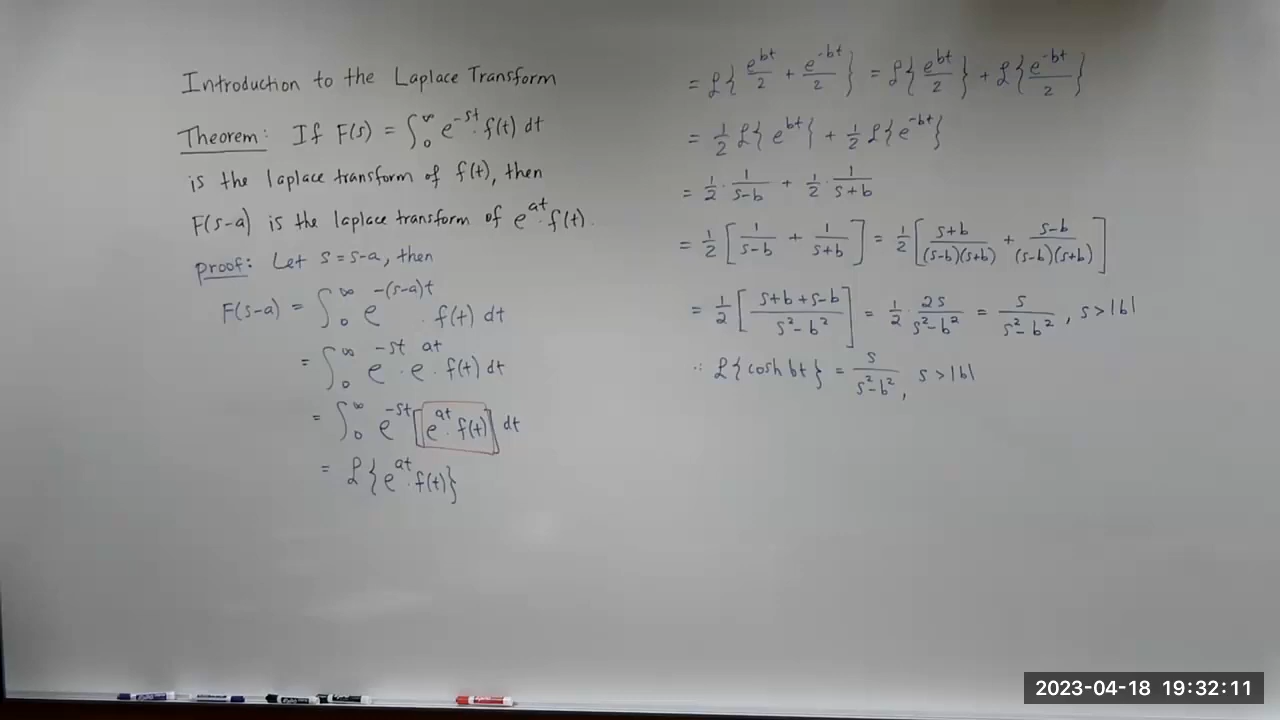 Introduction to the Laplace Transform
Theorem: If F(s) = ∫₀^∞ e^{-st}·f(t) dt
is the laplace transform of f(t), then
F(s-a) is the laplace transform of e^{at}·f(t).
proof: Let s = s-a, then
F(s-a) = ∫₀^∞ e^{-(s-a)t} · f(t) dt
= ∫₀^∞ e^{-st} · e^{at} · f(t) dt
= ∫₀^∞ e^{-st} [e^{at}·f(t)] dt
= ℒ{e^{at}·f(t)}
= ℒ{e^{bt}/2 + e^{-bt}/2} = ℒ{e^{bt}/2} + ℒ{e^{-bt}/2}
= 1/2 ℒ{e^{bt}} + 1/2 ℒ{e^{-bt}}
= 1/2 · 1/(s-b) + 1/2 · 1/(s+b)
= 1/2 [1/(s-b) + 1/(s+b)] = 1/2 [(s+b)/((s-b)(s+b)) + (s-b)/((s-b)(s+b))]
= 1/2 [(s+b+s-b)/(s²-b²)] = 1/2 · 2s/(s²-b²) = s/(s²-b²), s>|b|
∴ ℒ{cosh bt} = s/(s²-b²), s>|b|
2023-04-18 19:32:11